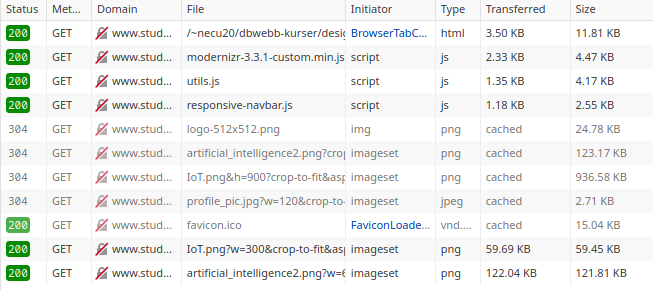 Status Met... Domain File Initiator Type Transferred Size
200 GET www.stud... /~necu20/dbwebb-kurser/desig BrowserTabC... html 3.50 KB 11.81 KB
200 GET www.stud... modernizr-3.3.1-custom.min.js script js 2.33 KB 4.47 KB
200 GET www.stud... utils.js script js 1.35 KB 4.17 KB
200 GET www.stud... responsive-navbar.js script js 1.18 KB 2.55 KB
304 GET www.stud... logo-512x512.png img png cached 24.78 KB
304 GET www.stud... artificial_intelligence2.png?crop imageset png cached 123.17 KB
304 GET www.stud... IoT.png&h=900?crop-to-fit&asp imageset png cached 936.58 KB
304 GET www.stud... profile_pic.jpg?w=120&crop-to- imageset jpeg cached 2.71 KB
200 GET www.stud... favicon.ico FaviconLoade... vnd.... cached 15.04 KB
200 GET www.stud... IoT.png?w=300&crop-to-fit&asp imageset png 59.69 KB 59.45 KB
200 GET www.stud... artificial_intelligence2.png?w=6 imageset png 122.04 KB 121.81 KB